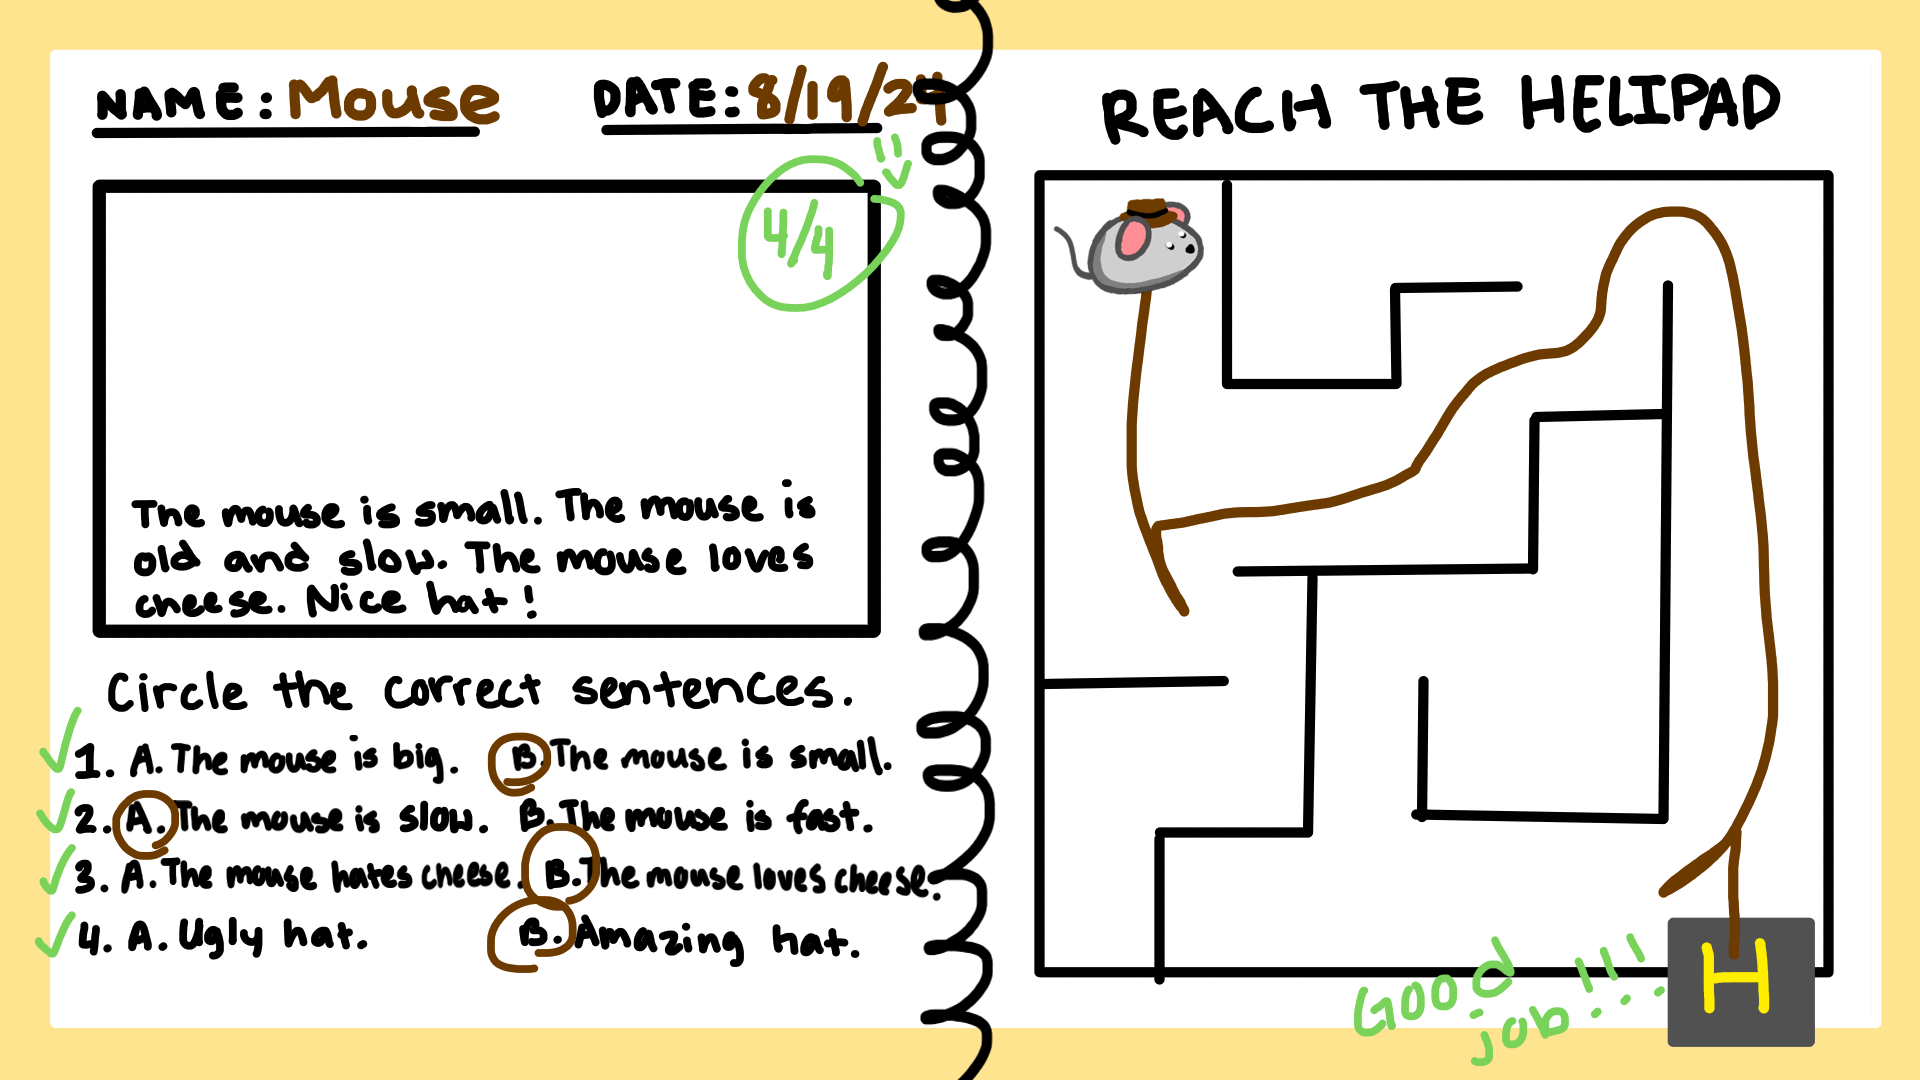 NAME: Mouse DATE: 8/19/24
4/4
The mouse is small. The mouse is
old and slow. The mouse loves
cheese. Nice hat!
Circle the correct sentences.
1. A. The mouse is big. B. The mouse is small.
2. A. The mouse is slow. B. The mouse is fast.
3. A. The mouse hates cheese. B. The mouse loves cheese.
4. A. Ugly hat. B. Amazing hat.
REACH THE HELIPAD
Good
job!!!
H